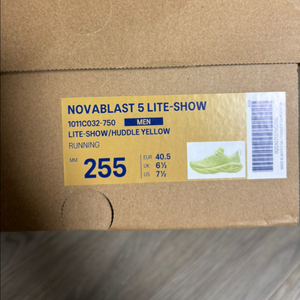 NOVABLAST 5 LITE-SHOW
1011C032-750 MEN
LITE-SHOW/HUDDLE YELLOW
RUNNING
MM 255
EUR 40.5
UK 6½
US 7½